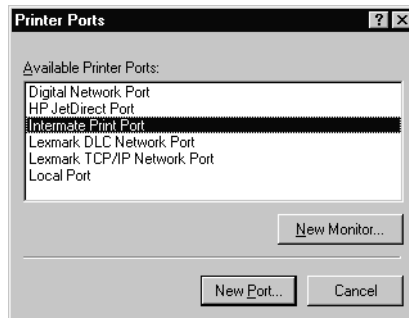 Printer Ports
Available Printer Ports:
Digital Network Port
HP JetDirect Port
Intermate Print Port
Lexmark DLC Network Port
Lexmark TCP/IP Network Port
Local Port
New Monitor...
New Port...
Cancel